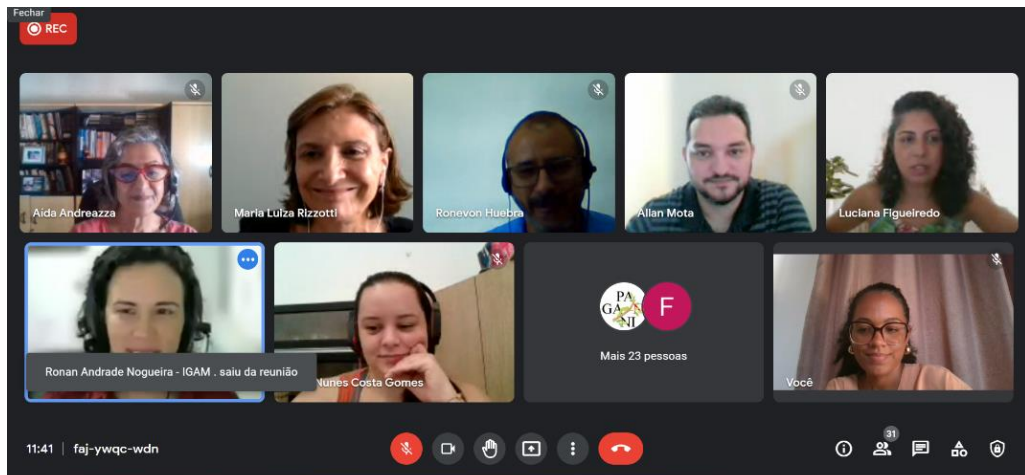 Fechar
REC
Aida Andreazza
Maria Luiza Rizzotti
Ronevon Huebra
Allan Mota
Luciana Figueiredo
Ronan Andrade Nogueira - IGAM . saiu da reunião
Nunes Costa Gomes
PA
GA
NI
F
Mais 23 pessoas
Você
11:41 | faj-ywqc-wdn
31